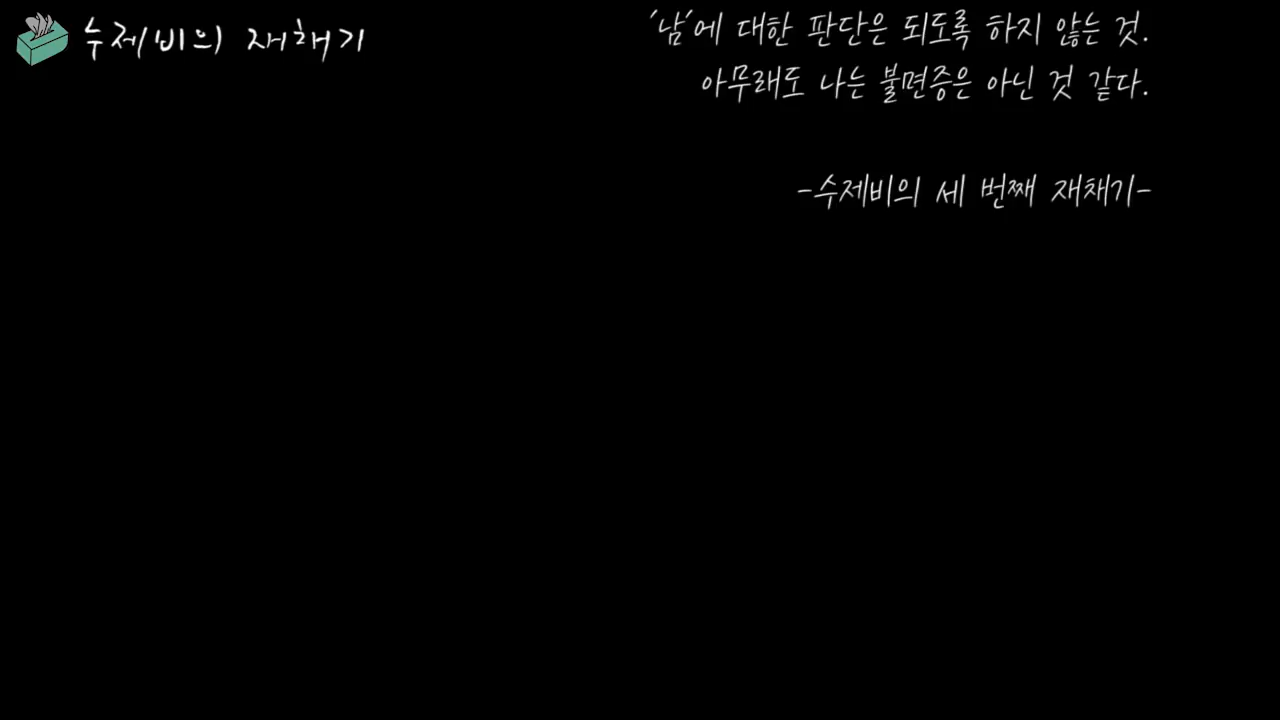 수제비의 재채기
'남'에 대한 판단은 되도록 하지 않는 것.
아무래도 나는 불면증은 아닌 것 같다.
-수제비의 세 번째 재채기-